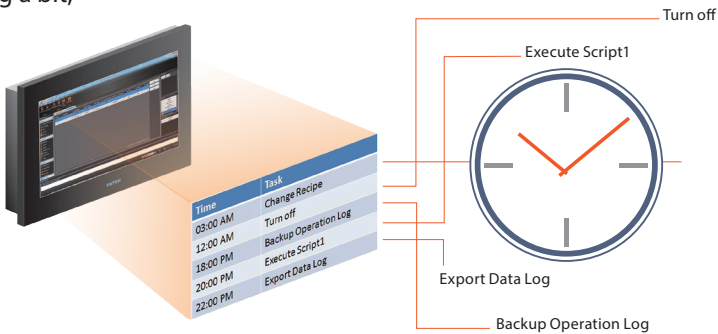 g a bit,
Turn off
Execute Script1
Time Task
03:00 AM Change Recipe
12:00 AM Turn off
18:00 PM Backup Operation Log
20:00 PM Execute Script1
22:00 PM Export Data Log
Export Data Log
Backup Operation Log